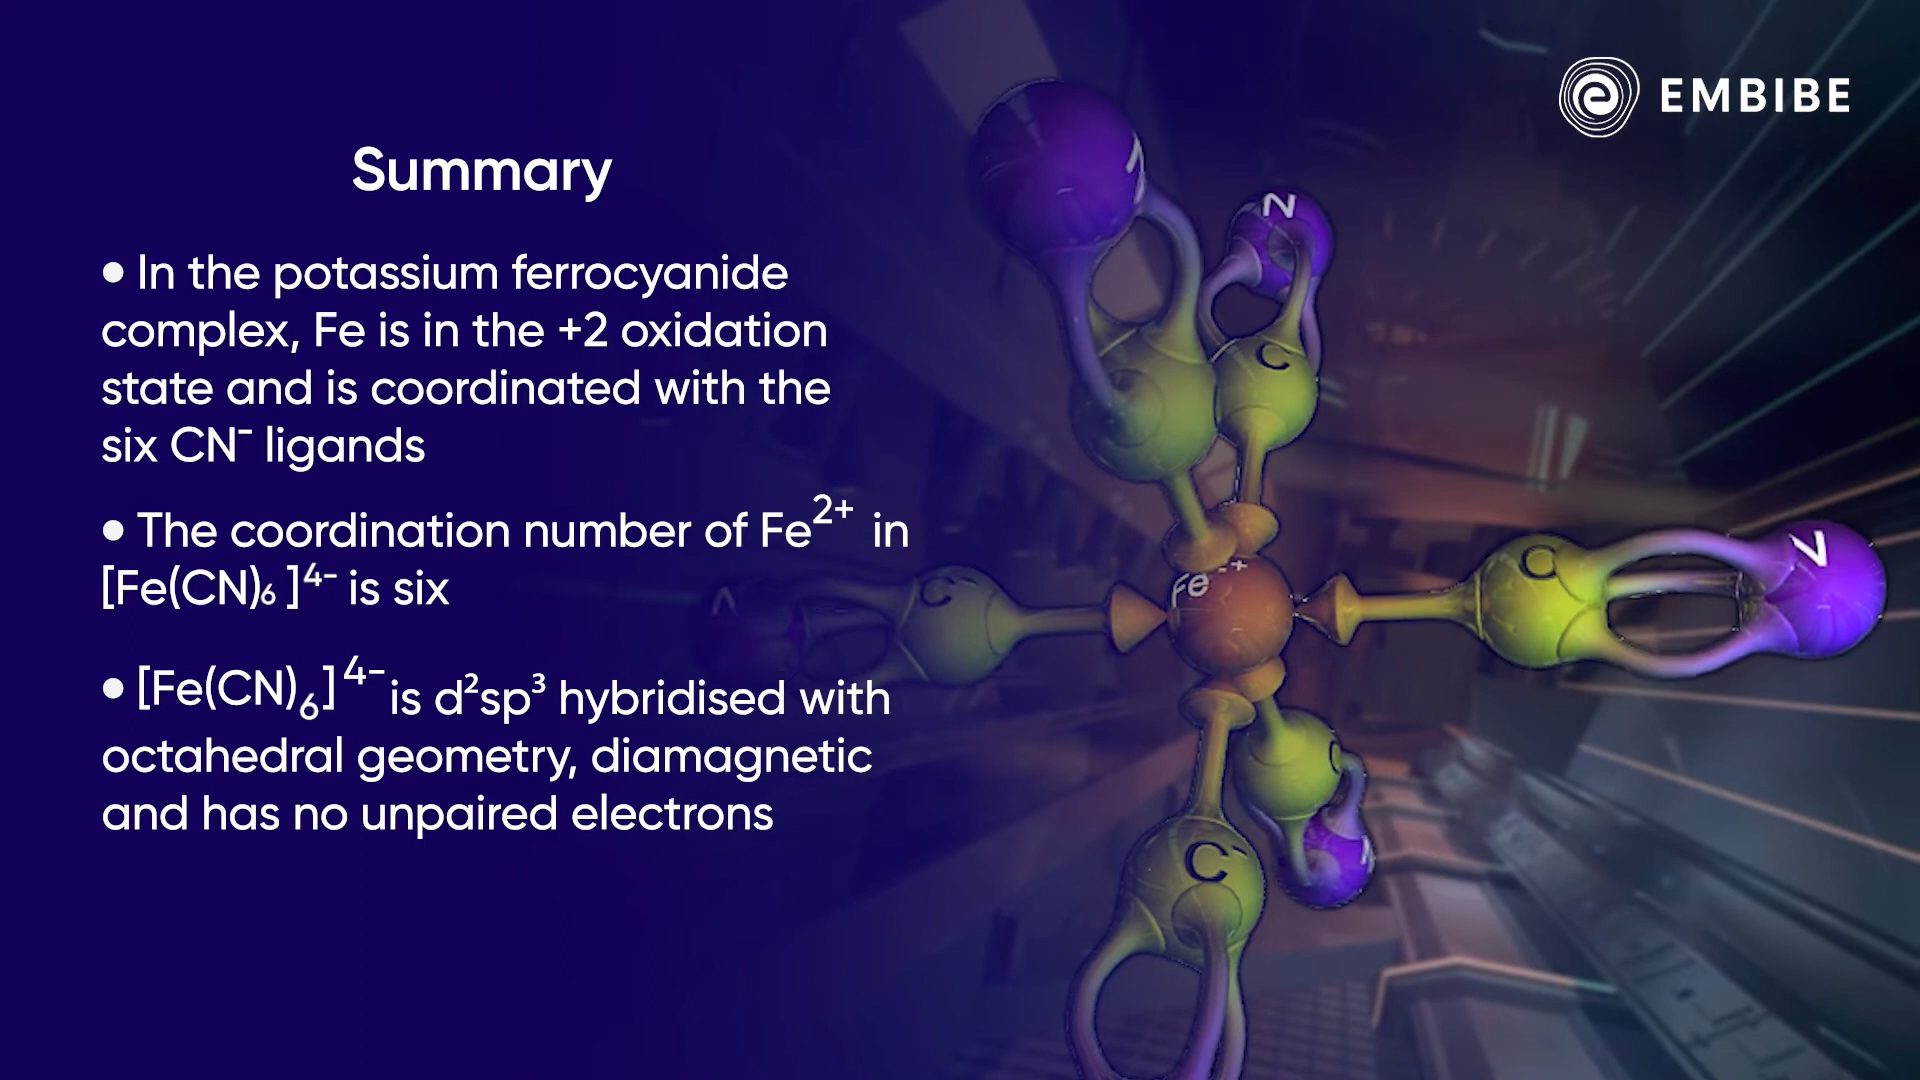 EMBIBE
Summary
• In the potassium ferrocyanide
complex, Fe is in the +2 oxidation
state and is coordinated with the
six CN⁻ ligands
• The coordination number of Fe²⁺ in
[Fe(CN)₆]⁴⁻ is six
• [Fe(CN)₆]⁴⁻ is d²sp³ hybridised with
octahedral geometry, diamagnetic
and has no unpaired electrons
N
C
C
N
C
Fe
C⁻